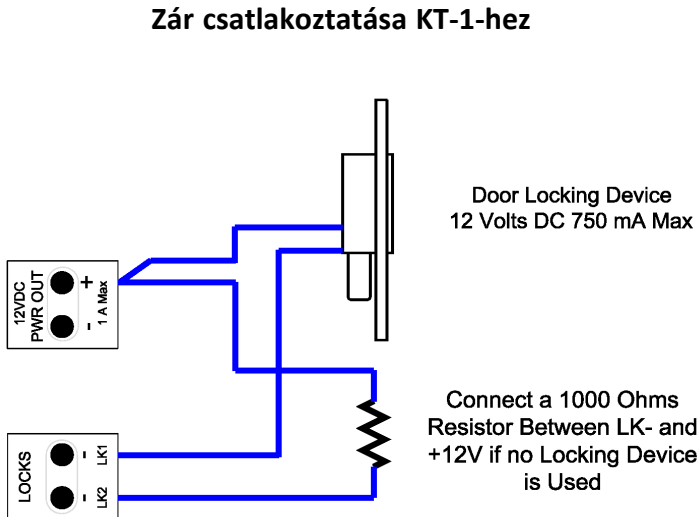 Zár csatlakoztatása KT-1-hez
Door Locking Device
12 Volts DC 750 mA Max
12VDC
PWR OUT
+
-
1 A Max
Connect a 1000 Ohms
Resistor Between LK- and
+12V if no Locking Device
is Used
LOCKS
- LK1
- LK2